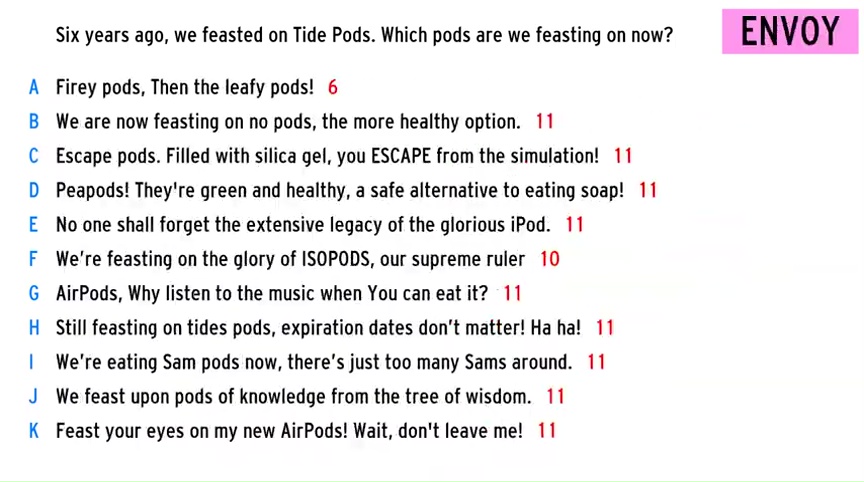 Six years ago, we feasted on Tide Pods. Which pods are we feasting on now?
ENVOY
A Firey pods, Then the leafy pods! 6
B We are now feasting on no pods, the more healthy option. 11
C Escape pods. Filled with silica gel, you ESCAPE from the simulation! 11
D Peapods! They're green and healthy, a safe alternative to eating soap! 11
E No one shall forget the extensive legacy of the glorious iPod. 11
F We're feasting on the glory of ISOPODS, our supreme ruler 10
G AirPods, Why listen to the music when You can eat it? 11
H Still feasting on tides pods, expiration dates don't matter! Ha ha! 11
I We're eating Sam pods now, there's just too many Sams around. 11
J We feast upon pods of knowledge from the tree of wisdom. 11
K Feast your eyes on my new AirPods! Wait, don't leave me! 11